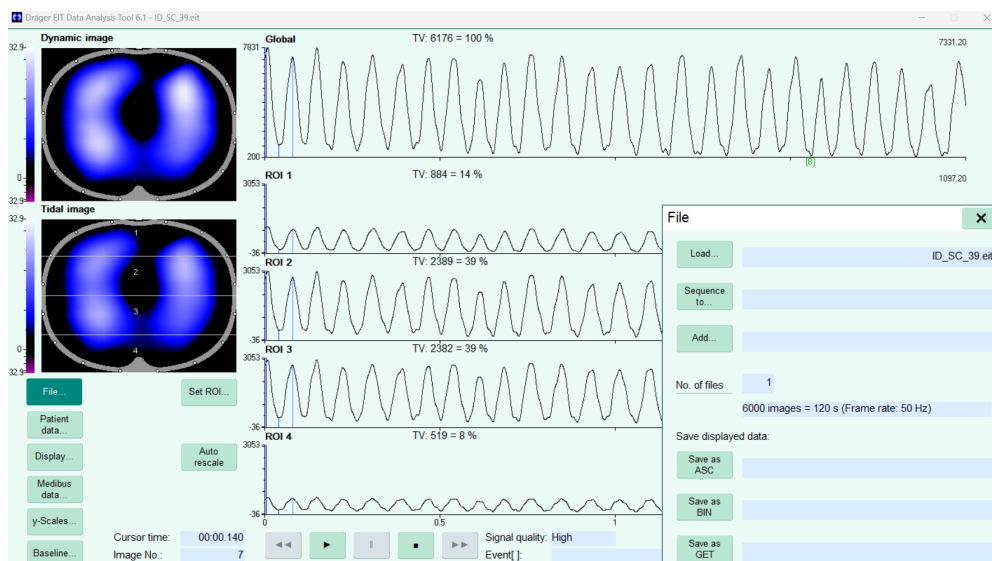 Dräger EIT Data Analysis Tool 6.1 - ID_SC_39.eit
Dynamic image
32.9
0
32.9
Tidal image
32.9
1
2
3
4
0
32.9
Global
TV: 6176 = 100 %
7831
7331.20
200
[B]
ROI 1
TV: 884 = 14 %
3053
1097.20
-36
ROI 2
TV: 2389 = 39 %
3053
-36
ROI 3
TV: 2382 = 39 %
3053
-36
ROI 4
TV: 519 = 8 %
3053
-36
0
0.5
1
File...
Set ROI...
Patient
data...
Display...
Auto
rescale
Medibus
data...
y-Scales...
Baseline...
Cursor time:
00:00.140
Image No.:
7
Signal quality:
High
Event[ ]:
File
Load...
ID_SC_39.eit
Sequence
to...
Add...
No. of files
1
6000 images = 120 s (Frame rate: 50 Hz)
Save displayed data:
Save as
ASC
Save as
BIN
Save as
GET